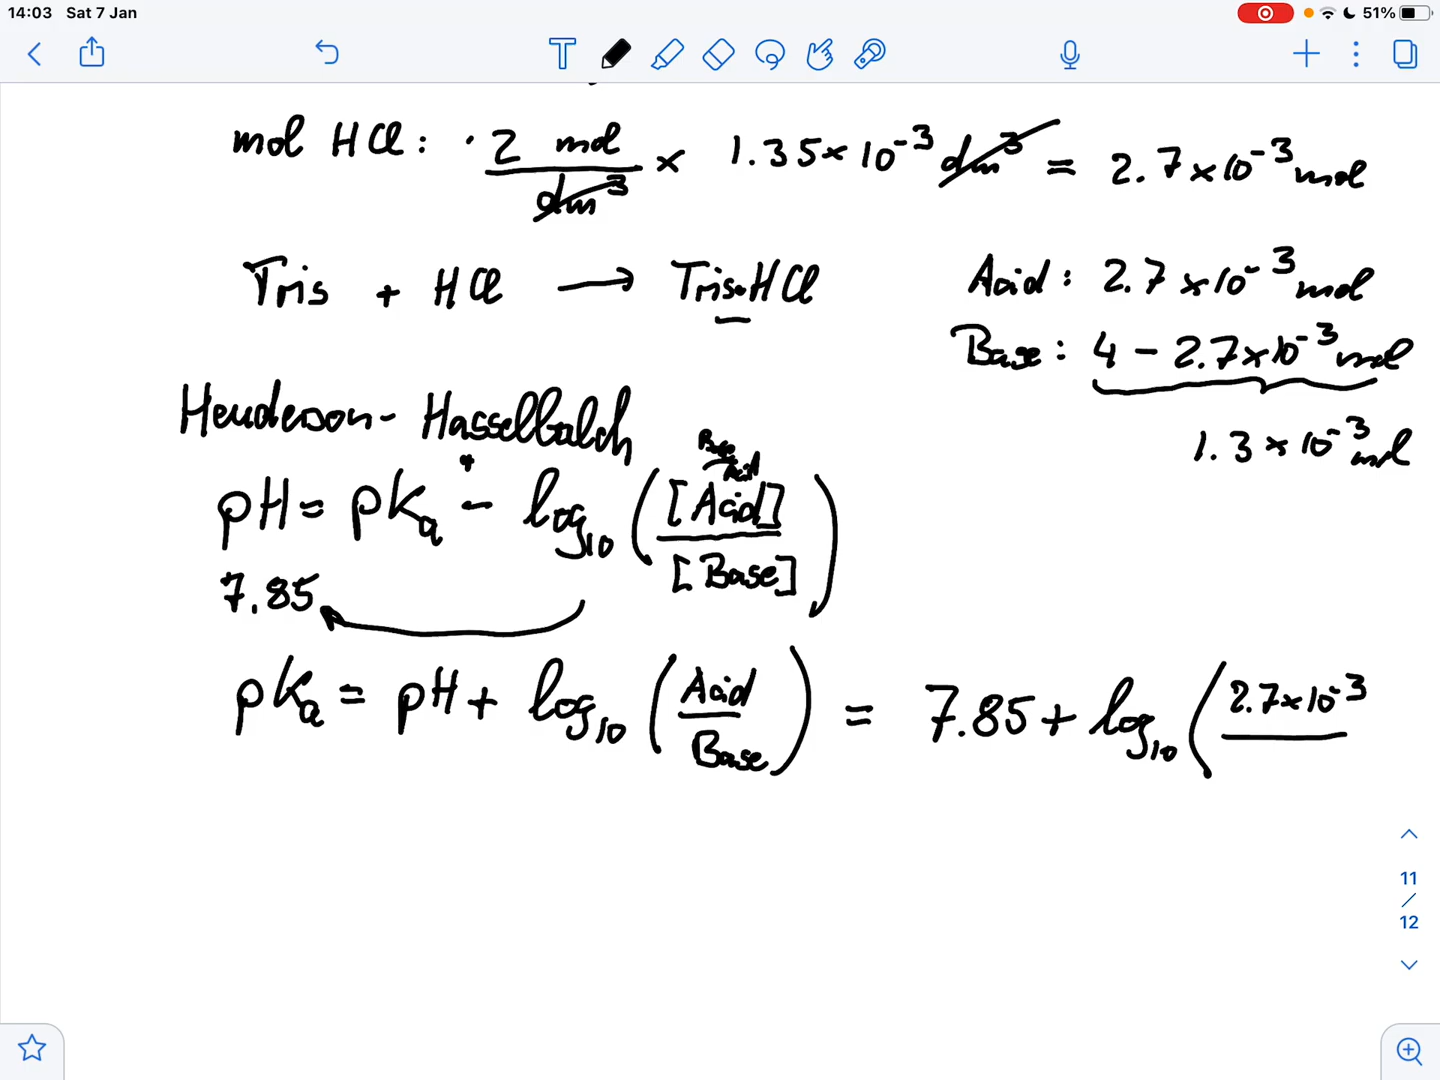 14:03 Sat 7 Jan 51%
T
mol HCl: · 2 mol / dm³ × 1.35×10⁻³ dm³ = 2.7×10⁻³ mol
Tris + HCl → Tris·HCl
Acid: 2.7×10⁻³ mol
Base: 4 – 2.7×10⁻³ mol
1.3×10⁻³ mol
Henderson-Hasselbalch
+ Base / Acid
pH = pKa – log₁₀ ([Acid] / [Base])
7.85
pKa = pH + log₁₀ (Acid / Base) = 7.85 + log₁₀ (2.7×10⁻³
11
/
12